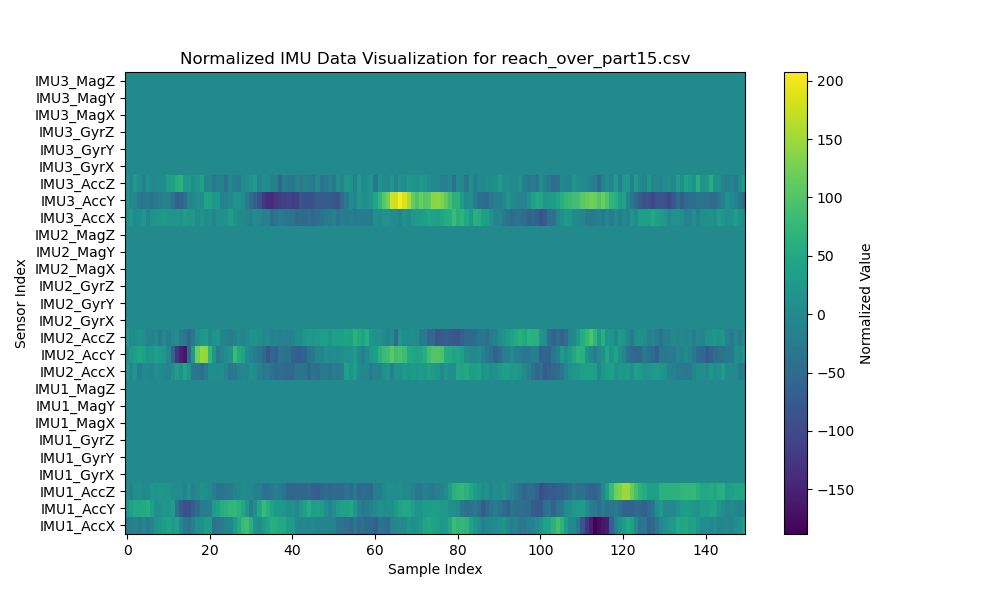 Normalized IMU Data Visualization for reach_over_part15.csv
IMU3_MagZ
IMU3_MagY
IMU3_MagX
IMU3_GyrZ
IMU3_GyrY
IMU3_GyrX
IMU3_AccZ
IMU3_AccY
IMU3_AccX
IMU2_MagZ
IMU2_MagY
IMU2_MagX
IMU2_GyrZ
IMU2_GyrY
IMU2_GyrX
IMU2_AccZ
IMU2_AccY
IMU2_AccX
IMU1_MagZ
IMU1_MagY
IMU1_MagX
IMU1_GyrZ
IMU1_GyrY
IMU1_GyrX
IMU1_AccZ
IMU1_AccY
IMU1_AccX
Sensor Index
0 20 40 60 80 100 120 140
Sample Index
200
150
100
50
0
−50
−100
−150
Normalized Value